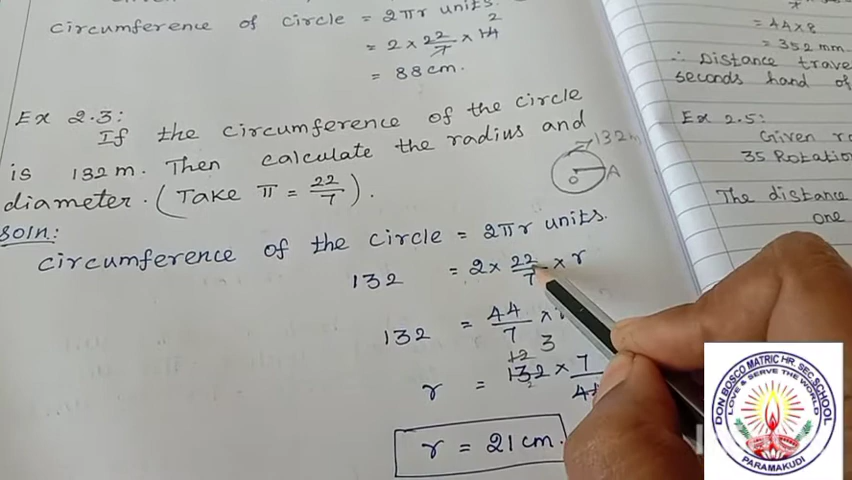 circumference of circle = 2πr units.
= 2 × 22/7 × 14 2
= 88 cm.
Ex 2.3:
If the circumference of the circle
is 132 m. Then calculate the radius and
diameter. (Take π = 22/7).
132 m
O A
Soln:
circumference of the circle = 2πr units.
132 = 2 × 22/7 × r
132 = 44/7 ×
r = 132 × 7/ 12 3
r = 21 cm.
= 44 × 8
= 352 mm
∴ Distance trave
seconds hand of
Ex 2.5:
Given
35 Rotation
The distance
one
DON BOSCO MATRIC HR. SEC SCHOOL
LOVE & SERVE THE WORLD
PARAMAKUDI